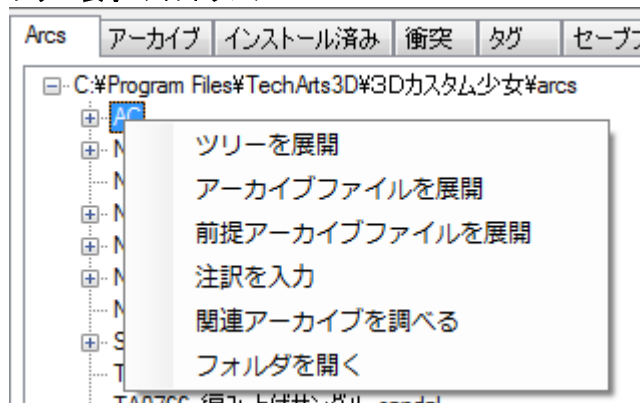 Arcs アーカイブ インストール済み 衝突 タグ
C:¥Program Files¥TechArts3D¥3Dカスタム少女¥arcs
AC
N
ツリーを展開
N
アーカイブファイルを展開
N
前提アーカイブファイルを展開
N
N
注訳を入力
N
関連アーカイブを調べる
S
T
フォルダを開く